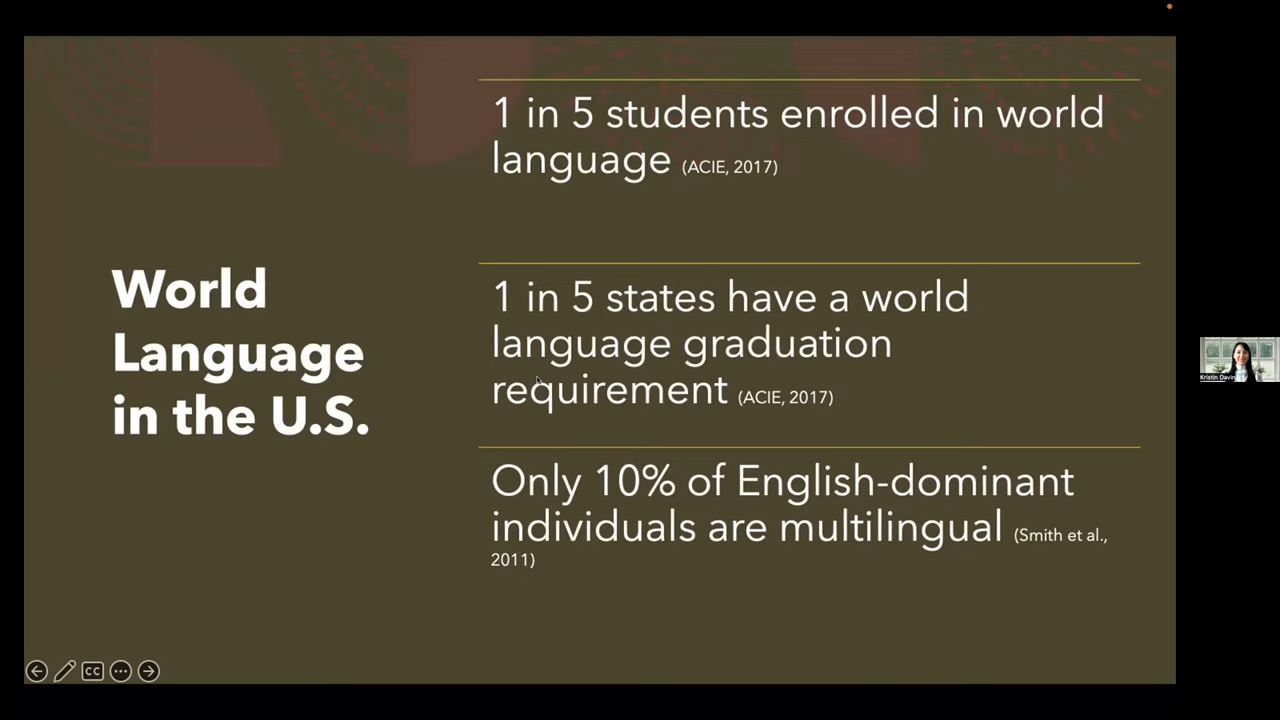 World
Language
in the U.S.
1 in 5 students enrolled in world
language (ACIE, 2017)
1 in 5 states have a world
language graduation
requirement (ACIE, 2017)
Only 10% of English-dominant
individuals are multilingual (Smith et al.,
2011)
CC
Kristin Davin